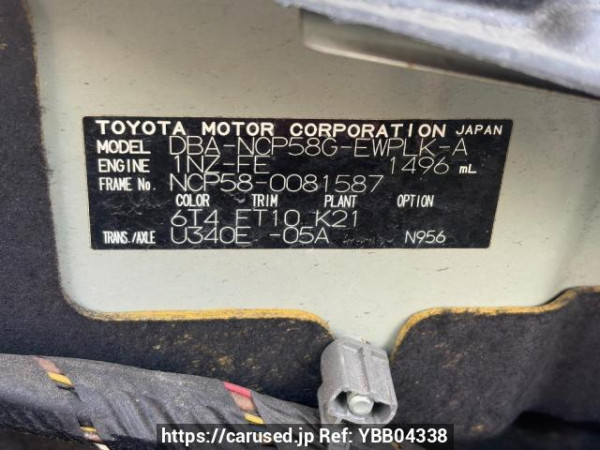 TOYOTA MOTOR CORPORATION JAPAN
MODEL DBA-NCP58G-EWPLK-A
ENGINE 1NZ-FE 1496 mL
FRAME No. NCP58-0081587
COLOR TRIM PLANT OPTION
6T4 FT10 K21
TRANS./AXLE U340E -05A N956
https://carused.jp Ref: YBB04338